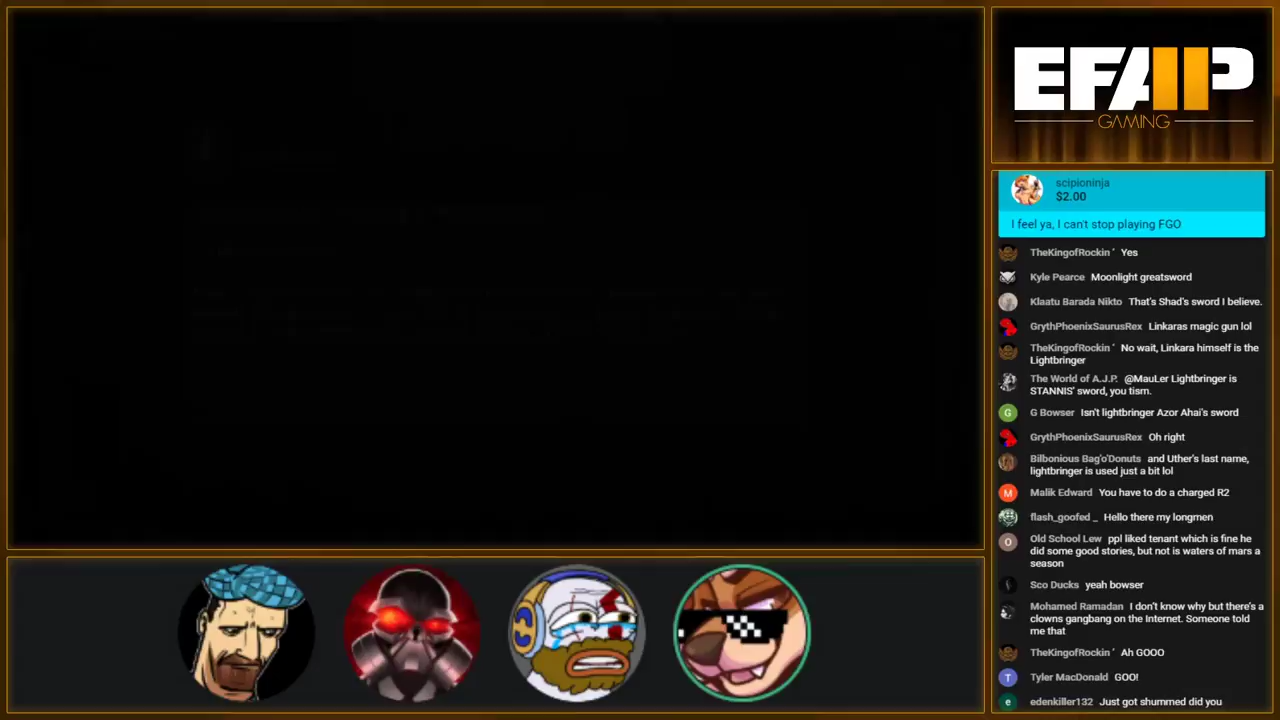 EFAP
GAMING
scipioninja
$2.00
I feel ya, I can't stop playing FGO
TheKingofRockin ' Yes
Kyle Pearce Moonlight greatsword
Klaatu Barada Nikto That's Shad's sword I believe.
GrythPhoenixSaurusRex Linkaras magic gun lol
TheKingofRockin ' No wait, Linkara himself is the
Lightbringer
The World of A.J.P. @MauLer Lightbringer is
STANNIS' sword, you tism.
G
G Bowser Isn't lightbringer Azor Ahai's sword
GrythPhoenixSaurusRex Oh right
Bilbonious Bag'o'Donuts and Uther's last name,
lightbringer is used just a bit lol
M
Malik Edward You have to do a charged R2
flash_goofed _ Hello there my longmen
O
Old School Lew ppl liked tenant which is fine he
did some good stories, but not is waters of mars a
season
Sco Ducks yeah bowser
Mohamed Ramadan I don't know why but there's a
clowns gangbang on the Internet. Someone told
me that
TheKingofRockin ' Ah GOOO
T
Tyler MacDonald GOO!
e
edenkiller132 Just got shummed did you